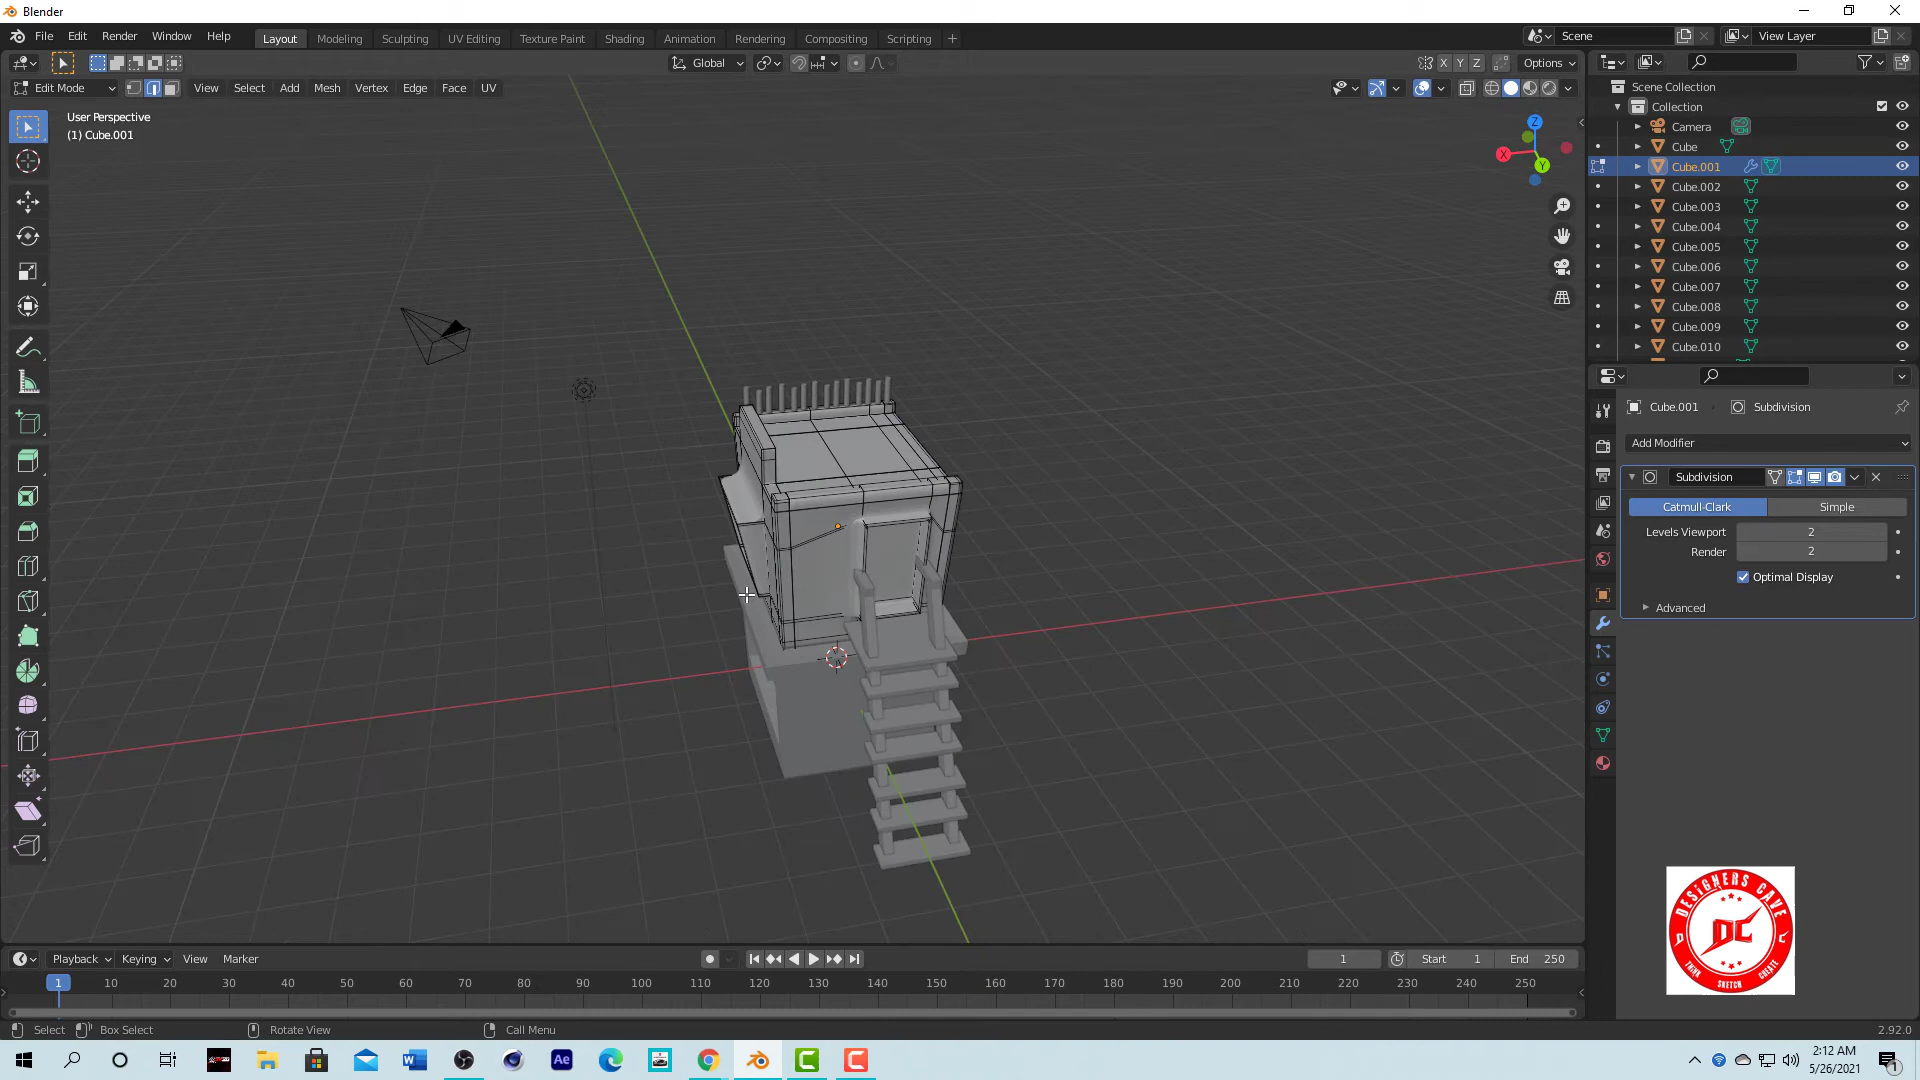 Blender
File Edit Render Window Help Layout Modeling Sculpting UV Editing Texture Paint Shading Animation Rendering Compositing Scripting + Scene View Layer
Global X Y Z Options
Edit Mode View Select Add Mesh Vertex Edge Face UV
User Perspective
(1) Cube.001
Z
X
Y
Scene Collection
Collection
Camera
Cube
Cube.001
Cube.002
Cube.003
Cube.004
Cube.005
Cube.006
Cube.007
Cube.008
Cube.009
Cube.010
Cube.001 Subdivision
Add Modifier
Subdivision
Catmull-Clark Simple
Levels Viewport 2
Render 2
Optimal Display
Advanced
DESIGNERS CAVE
DC
THINK SKETCH CREATE
Playback Keying View Marker 1 Start 1 End 250
1 10 20 30 40 50 60 70 80 90 100 110 120 130 140 150 160 170 180 190 200 210 220 230 240 250
Select Box Select Rotate View Call Menu 2.92.0
W Ae C C
2:12 AM
5/26/2021
1